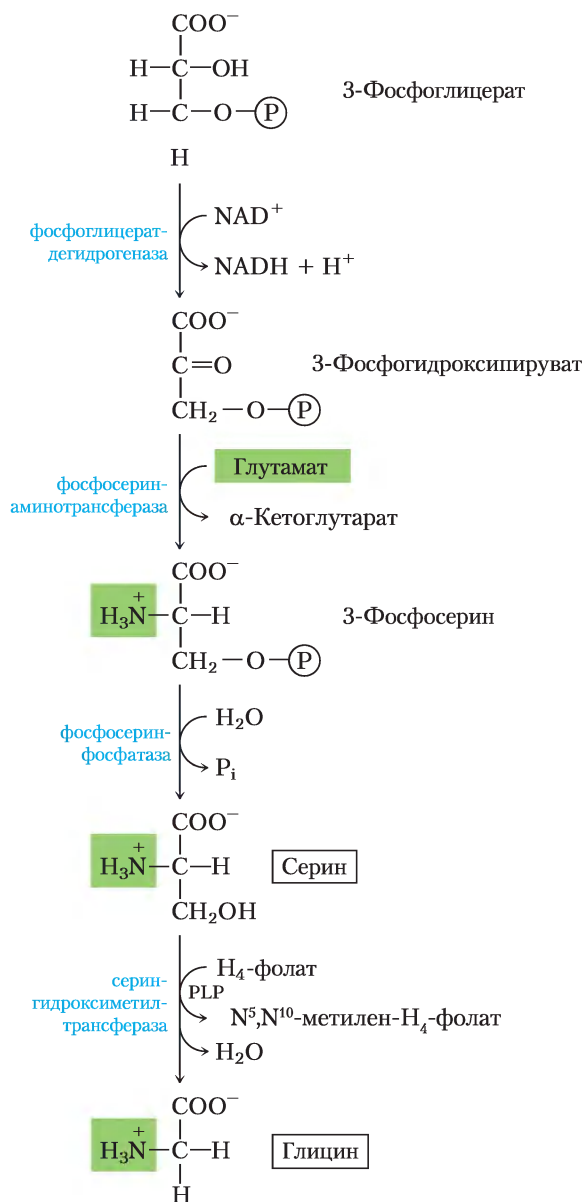 COO⁻
H—C—OH
3-Фосфоглицерат
H—C—O—P
H
NAD⁺
фосфоглицерат-
дегидрогеназа
NADH + H⁺
COO⁻
C=O
3-Фосфогидроксипируват
CH₂—O—P
Глутамат
фосфосерин-
аминотрансфераза
α-Кетоглутарат
COO⁻
H₃N⁺—C—H
3-Фосфосерин
CH₂—O—P
H₂O
фосфосерин-
фосфатаза
Pᵢ
COO⁻
H₃N⁺—C—H
Серин
CH₂OH
H₄-фолат
серин-
гидроксиметил-
трансфераза
PLP
N⁵,N¹⁰-метилен-H₄-фолат
H₂O
COO⁻
H₃N⁺—C—H
Глицин
H